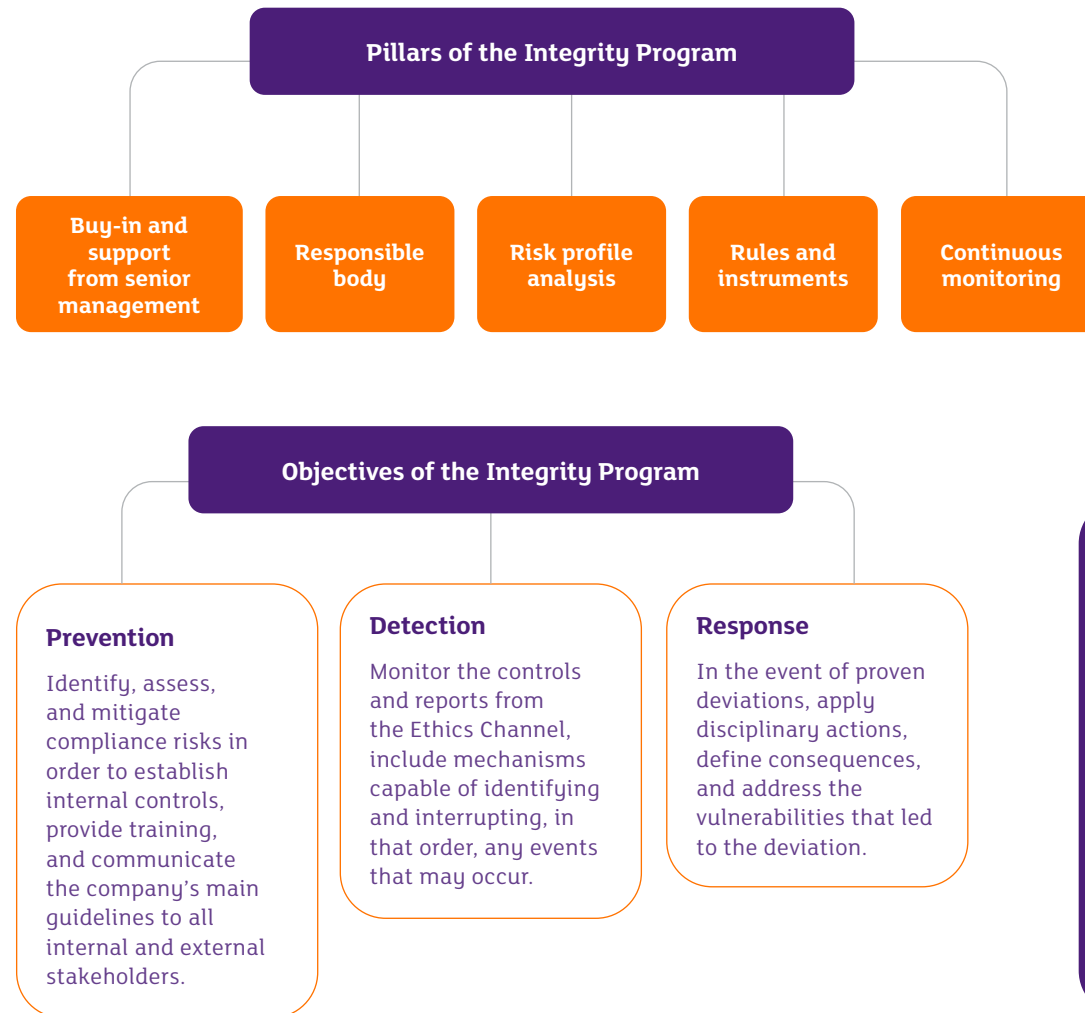 Pillars of the Integrity Program
Buy-in and
support
from senior
management
Responsible
body
Risk profile
analysis
Rules and
instruments
Continuous
monitoring
Objectives of the Integrity Program
Prevention
Identify, assess,
and mitigate
compliance risks in
order to establish
internal controls,
provide training,
and communicate
the company’s main
guidelines to all
internal and external
stakeholders.
Detection
Monitor the controls
and reports from
the Ethics Channel,
include mechanisms
capable of identifying
and interrupting, in
that order, any events
that may occur.
Response
In the event of proven
deviations, apply
disciplinary actions,
define consequences,
and address the
vulnerabilities that led
to the deviation.